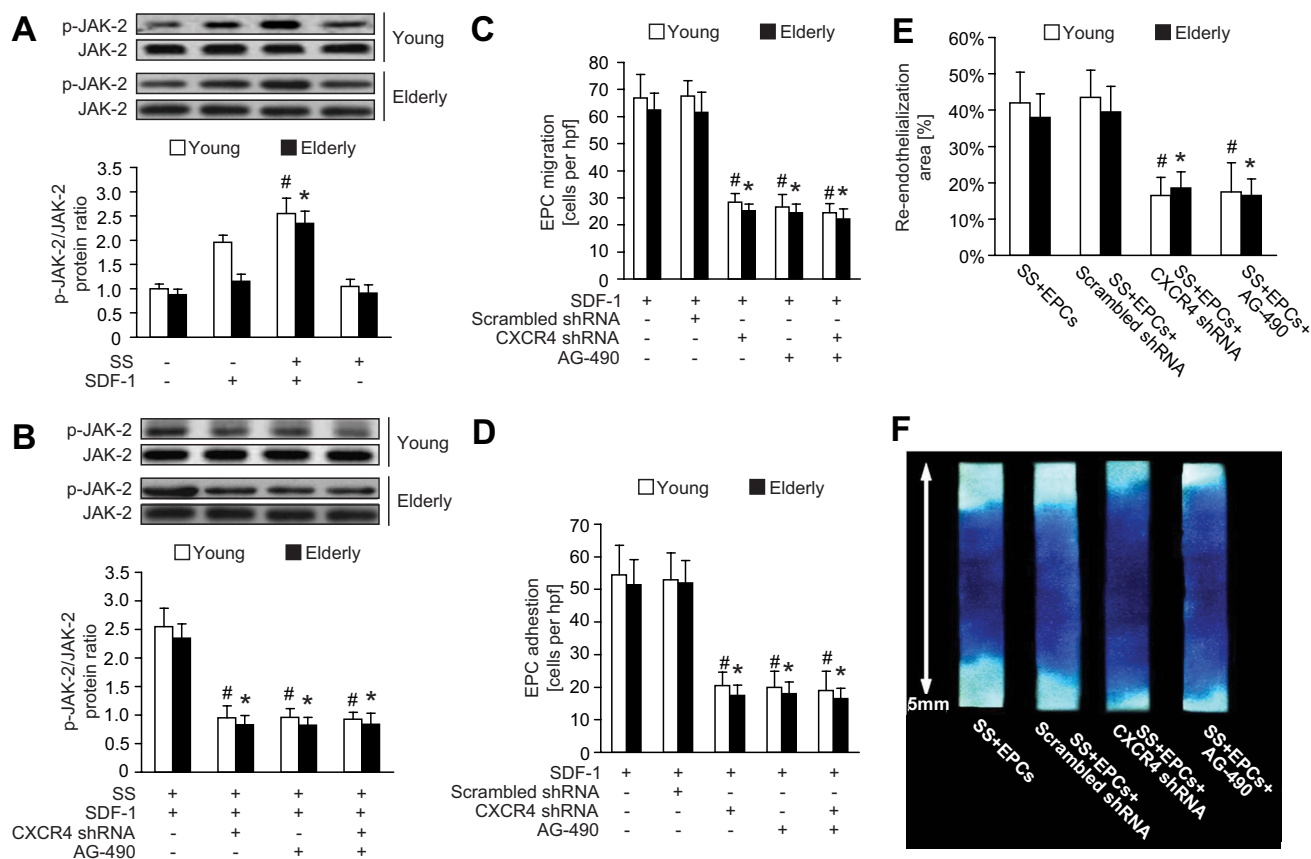 A
p-JAK-2
JAK-2
Young
p-JAK-2
JAK-2
Elderly
Young Elderly
p-JAK-2/JAK-2
protein ratio
3.5
3.0
2.5
2.0
1.5
1.0
0.5
0
# *
SS - - + +
SDF-1 - + + -
B
p-JAK-2
JAK-2
Young
p-JAK-2
JAK-2
Elderly
Young Elderly
p-JAK-2/JAK-2
protein ratio
3.5
3.0
2.5
2.0
1.5
1.0
0.5
0
# * # * # *
SS + + + +
SDF-1 + + + +
CXCR4 shRNA - + - +
AG-490 - - + +
C
Young Elderly
EPC migration
[cells per hpf]
80
70
60
50
40
30
20
10
0
# * # * # *
SDF-1 + + + + +
Scrambled shRNA - + - - -
CXCR4 shRNA - - + - +
AG-490 - - - + +
D
Young Elderly
EPC adhestion
[cells per hpf]
70
60
50
40
30
20
10
0
# * # * # *
SDF-1 + + + + +
Scrambled shRNA - + - - -
CXCR4 shRNA - - + - +
AG-490 - - - + +
E
Young Elderly
Re-endothelialization
area [%]
60%
50%
40%
30%
20%
10%
0%
# * # *
SS+EPCs
SS+EPCs+
Scrambled shRNA
SS+EPCs+
CXCR4 shRNA
SS+EPCs+
AG-490
F
5mm
SS+EPCs
SS+EPCs+
Scrambled shRNA
SS+EPCs+
CXCR4 shRNA
SS+EPCs+
AG-490